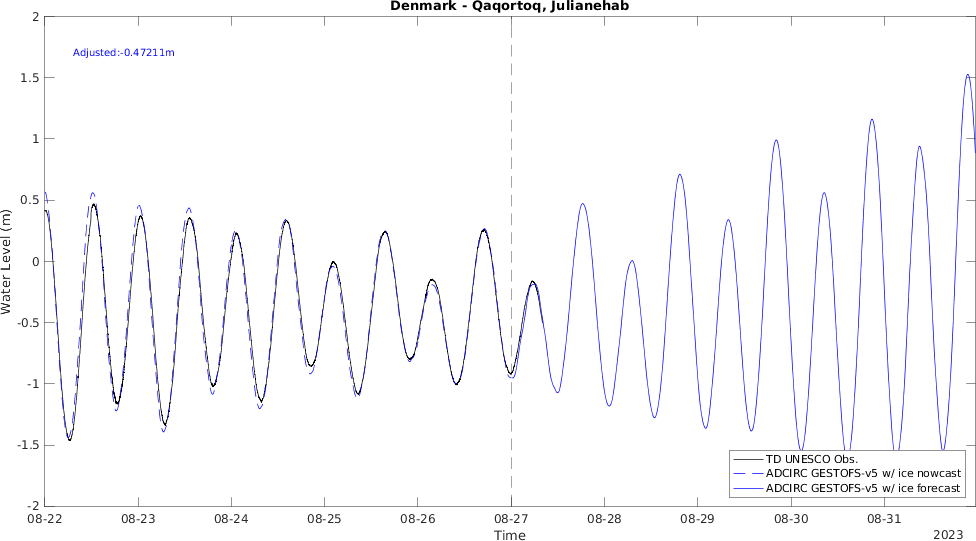 Denmark - Qaqortoq, Julianehab
Adjusted:-0.47211m
Water Level (m)
2
1.5
1
0.5
0
-0.5
-1
-1.5
-2
TD UNESCO Obs.
ADCIRC GESTOFS-v5 w/ ice nowcast
ADCIRC GESTOFS-v5 w/ ice forecast
08-22 08-23 08-24 08-25 08-26 08-27 08-28 08-29 08-30 08-31
Time
2023